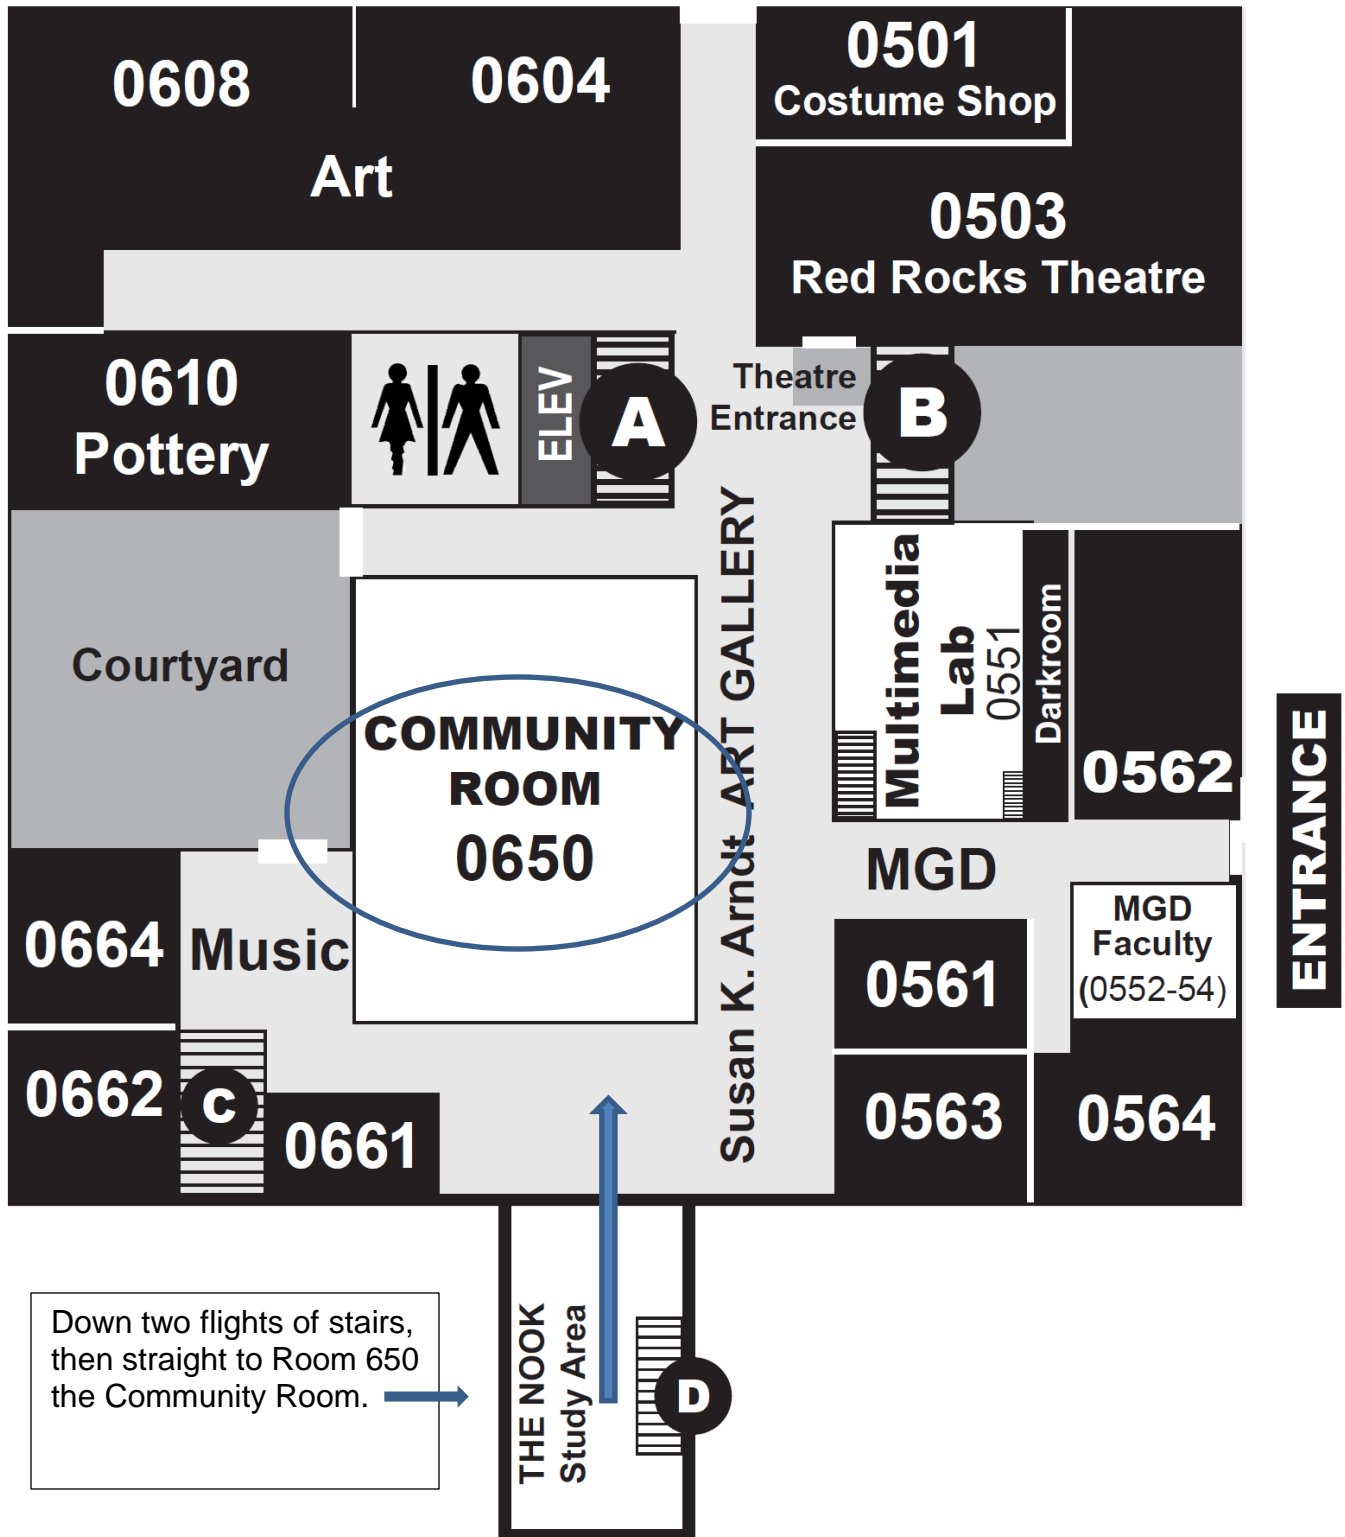 0608
0604
Art
0501
Costume Shop
0503
Red Rocks Theatre
0610
Pottery
ELEV
A
Theatre
Entrance
B
Courtyard
COMMUNITY
ROOM
0650
Susan K. Arndt ART GALLERY
Multimedia
Lab
0551
Darkroom
0562
ENTRANCE
MGD
MGD
Faculty
(0552-54)
0664
Music
0561
0662
C
0661
0563
0564
Down two flights of stairs,
then straight to Room 650
the Community Room.
THE NOOK
Study Area
D